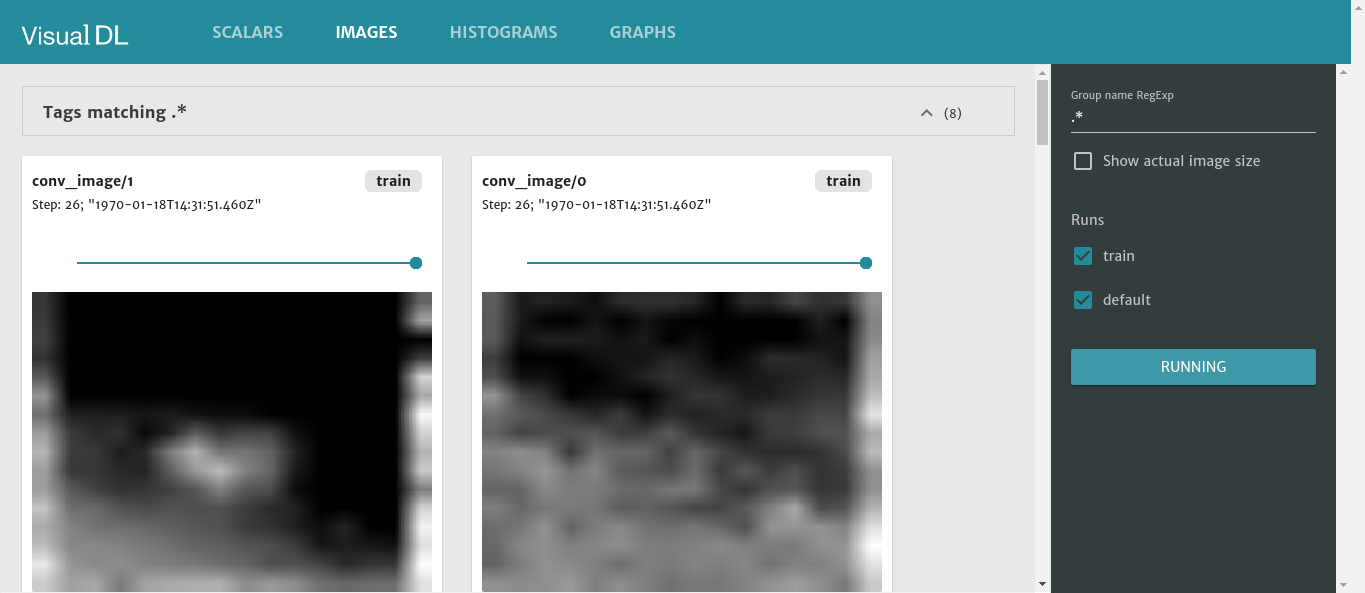 Visual DL
SCALARS
IMAGES
HISTOGRAMS
GRAPHS
Tags matching .*
(8)
conv_image/1
train
Step: 26; "1970-01-18T14:31:51.460Z"
conv_image/0
train
Step: 26; "1970-01-18T14:31:51.460Z"
Group name RegExp
.*
Show actual image size
Runs
train
default
RUNNING